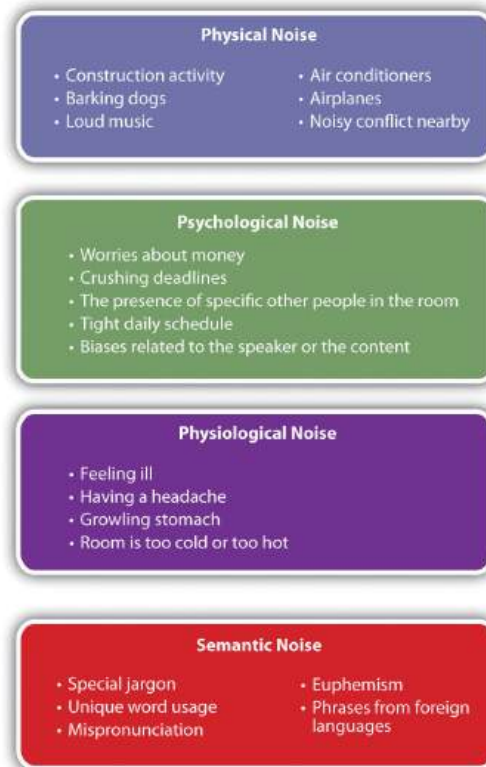 Physical Noise
• Construction activity
• Barking dogs
• Loud music
• Air conditioners
• Airplanes
• Noisy conflict nearby
Psychological Noise
• Worries about money
• Crushing deadlines
• The presence of specific other people in the room
• Tight daily schedule
• Biases related to the speaker or the content
Physiological Noise
• Feeling ill
• Having a headache
• Growling stomach
• Room is too cold or too hot
Semantic Noise
• Special jargon
• Unique word usage
• Mispronunciation
• Euphemism
• Phrases from foreign
languages